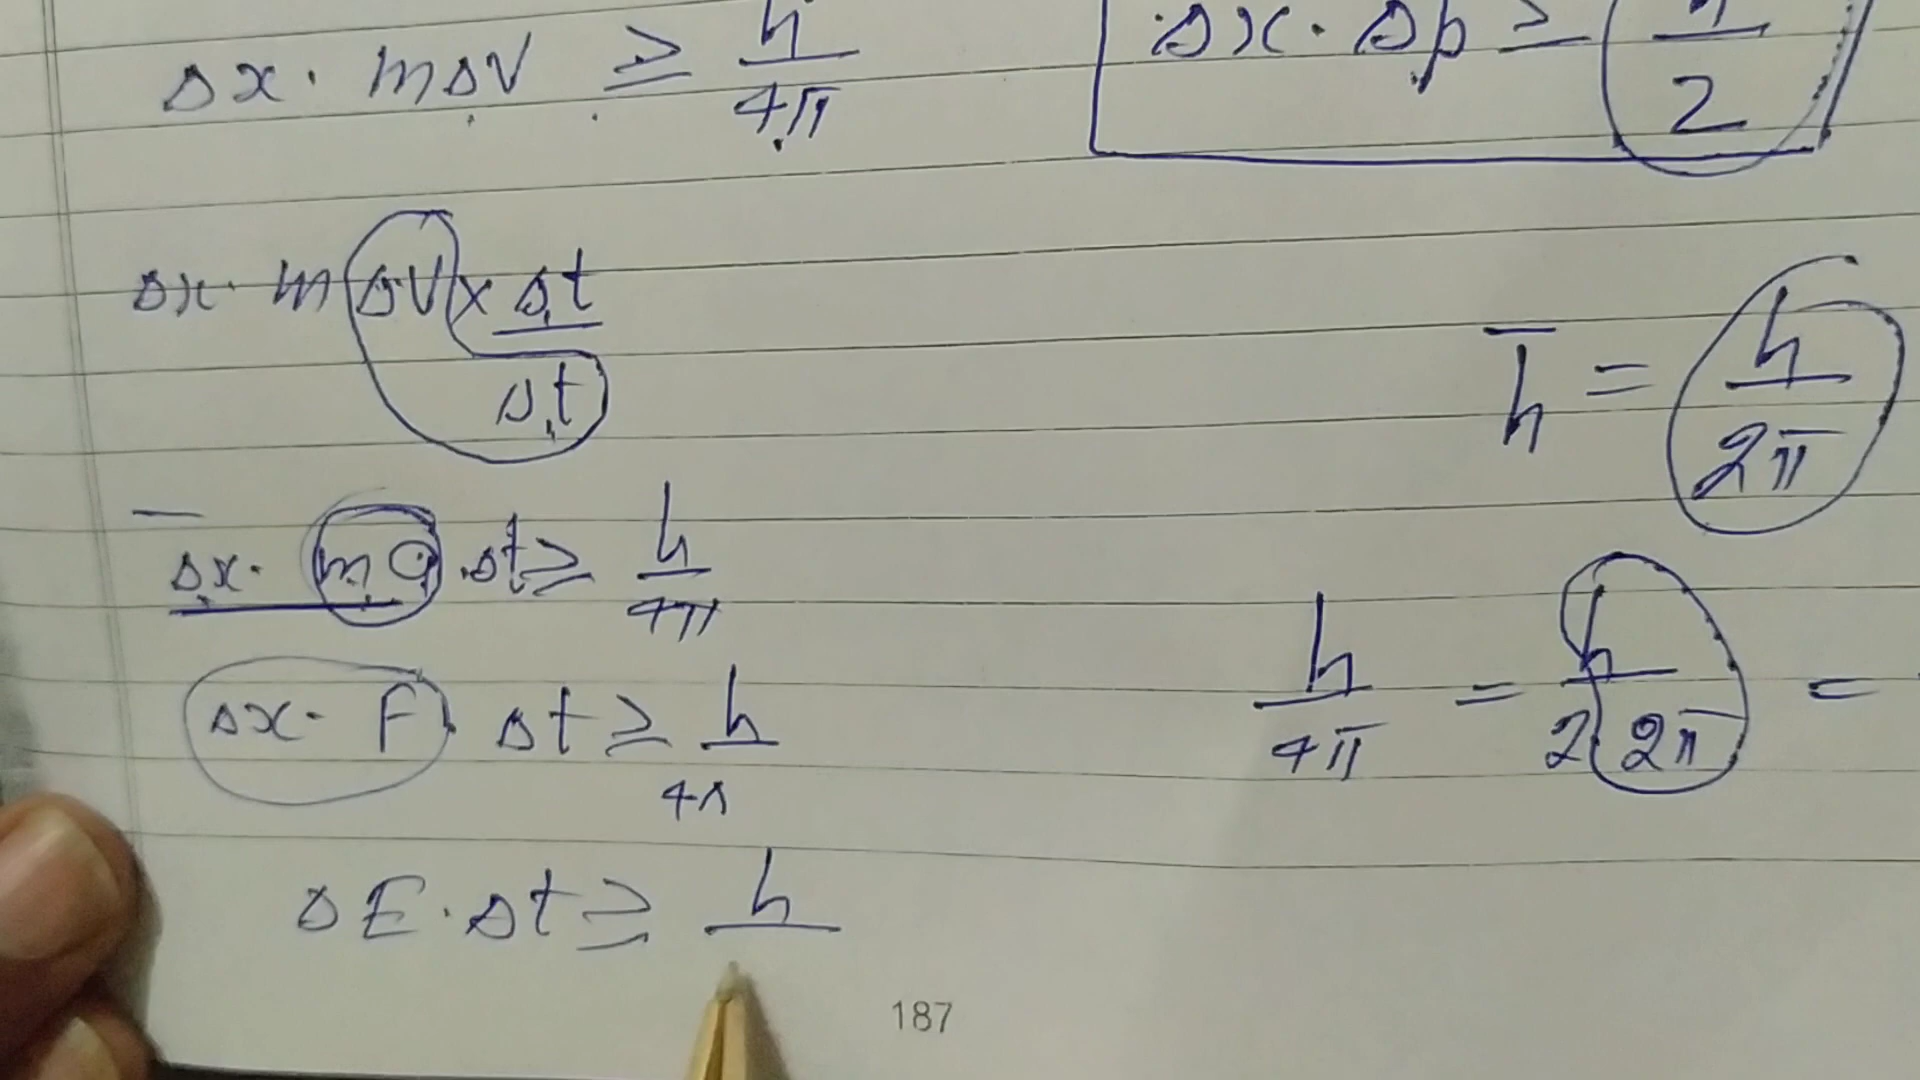 Δx · mΔV ≥ h/4π
Δx · Δp ≥ ħ/2
Δx · mΔV × Δt/Δt
h̄ = h/2π
Δx · ma · Δt ≥ h/4π
h/4π = h/2 2π =
Δx · F · Δt ≥ h/4π
ΔE · Δt ≥ h/
187